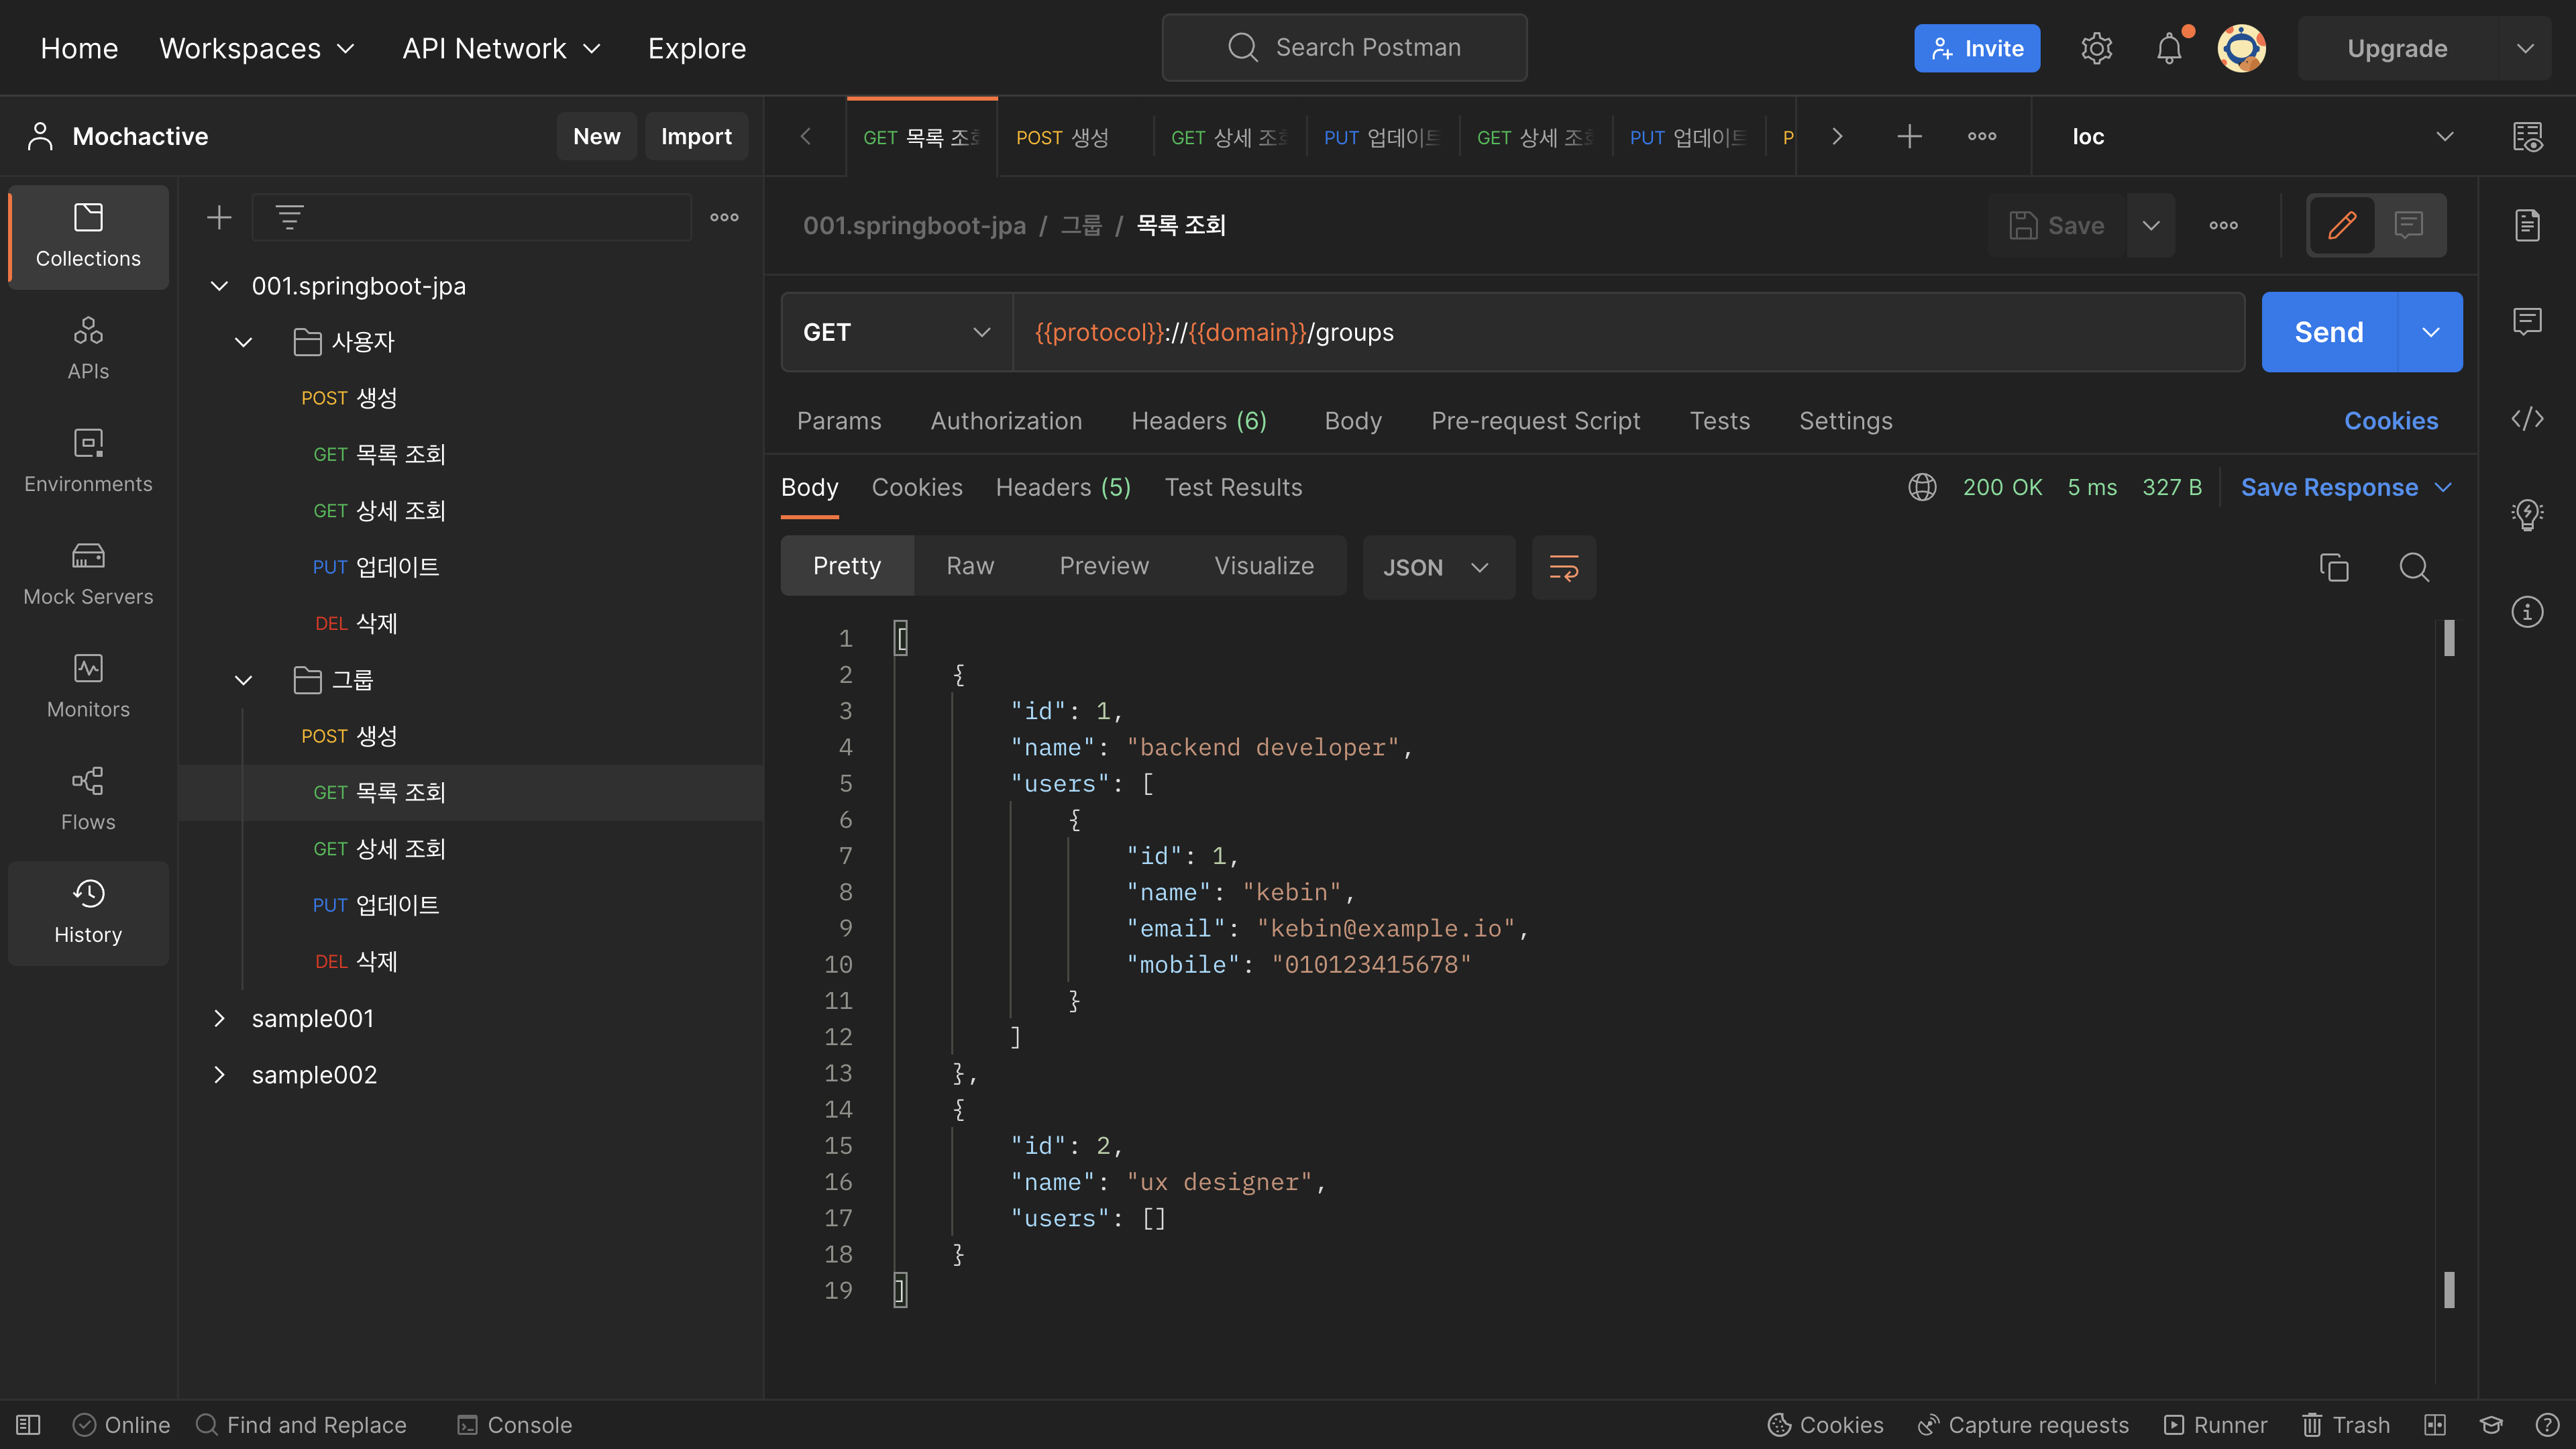 Home Workspaces API Network Explore Search Postman Invite Upgrade
Mochactive New Import
GET 목록 조회 POST 생성 GET 상세 조회 PUT 업데이트 GET 상세 조회 PUT 업데이트 P loc
Collections
APIs
Environments
Mock Servers
Monitors
Flows
History
001.springboot-jpa
사용자
POST 생성
GET 목록 조회
GET 상세 조회
PUT 업데이트
DEL 삭제
그룹
POST 생성
GET 목록 조회
GET 상세 조회
PUT 업데이트
DEL 삭제
sample001
sample002
001.springboot-jpa / 그룹 / 목록 조회 Save
GET {{protocol}}://{{domain}}/groups Send
Params Authorization Headers (6) Body Pre-request Script Tests Settings Cookies
Body Cookies Headers (5) Test Results 200 OK 5 ms 327 B Save Response
Pretty Raw Preview Visualize JSON
1 [
2 {
3 "id": 1,
4 "name": "backend developer",
5 "users": [
6 {
7 "id": 1,
8 "name": "kebin",
9 "email": "kebin@example.io",
10 "mobile": "010123415678"
11 }
12 ]
13 },
14 {
15 "id": 2,
16 "name": "ux designer",
17 "users": []
18 }
19 ]
Online Find and Replace Console Cookies Capture requests Runner Trash